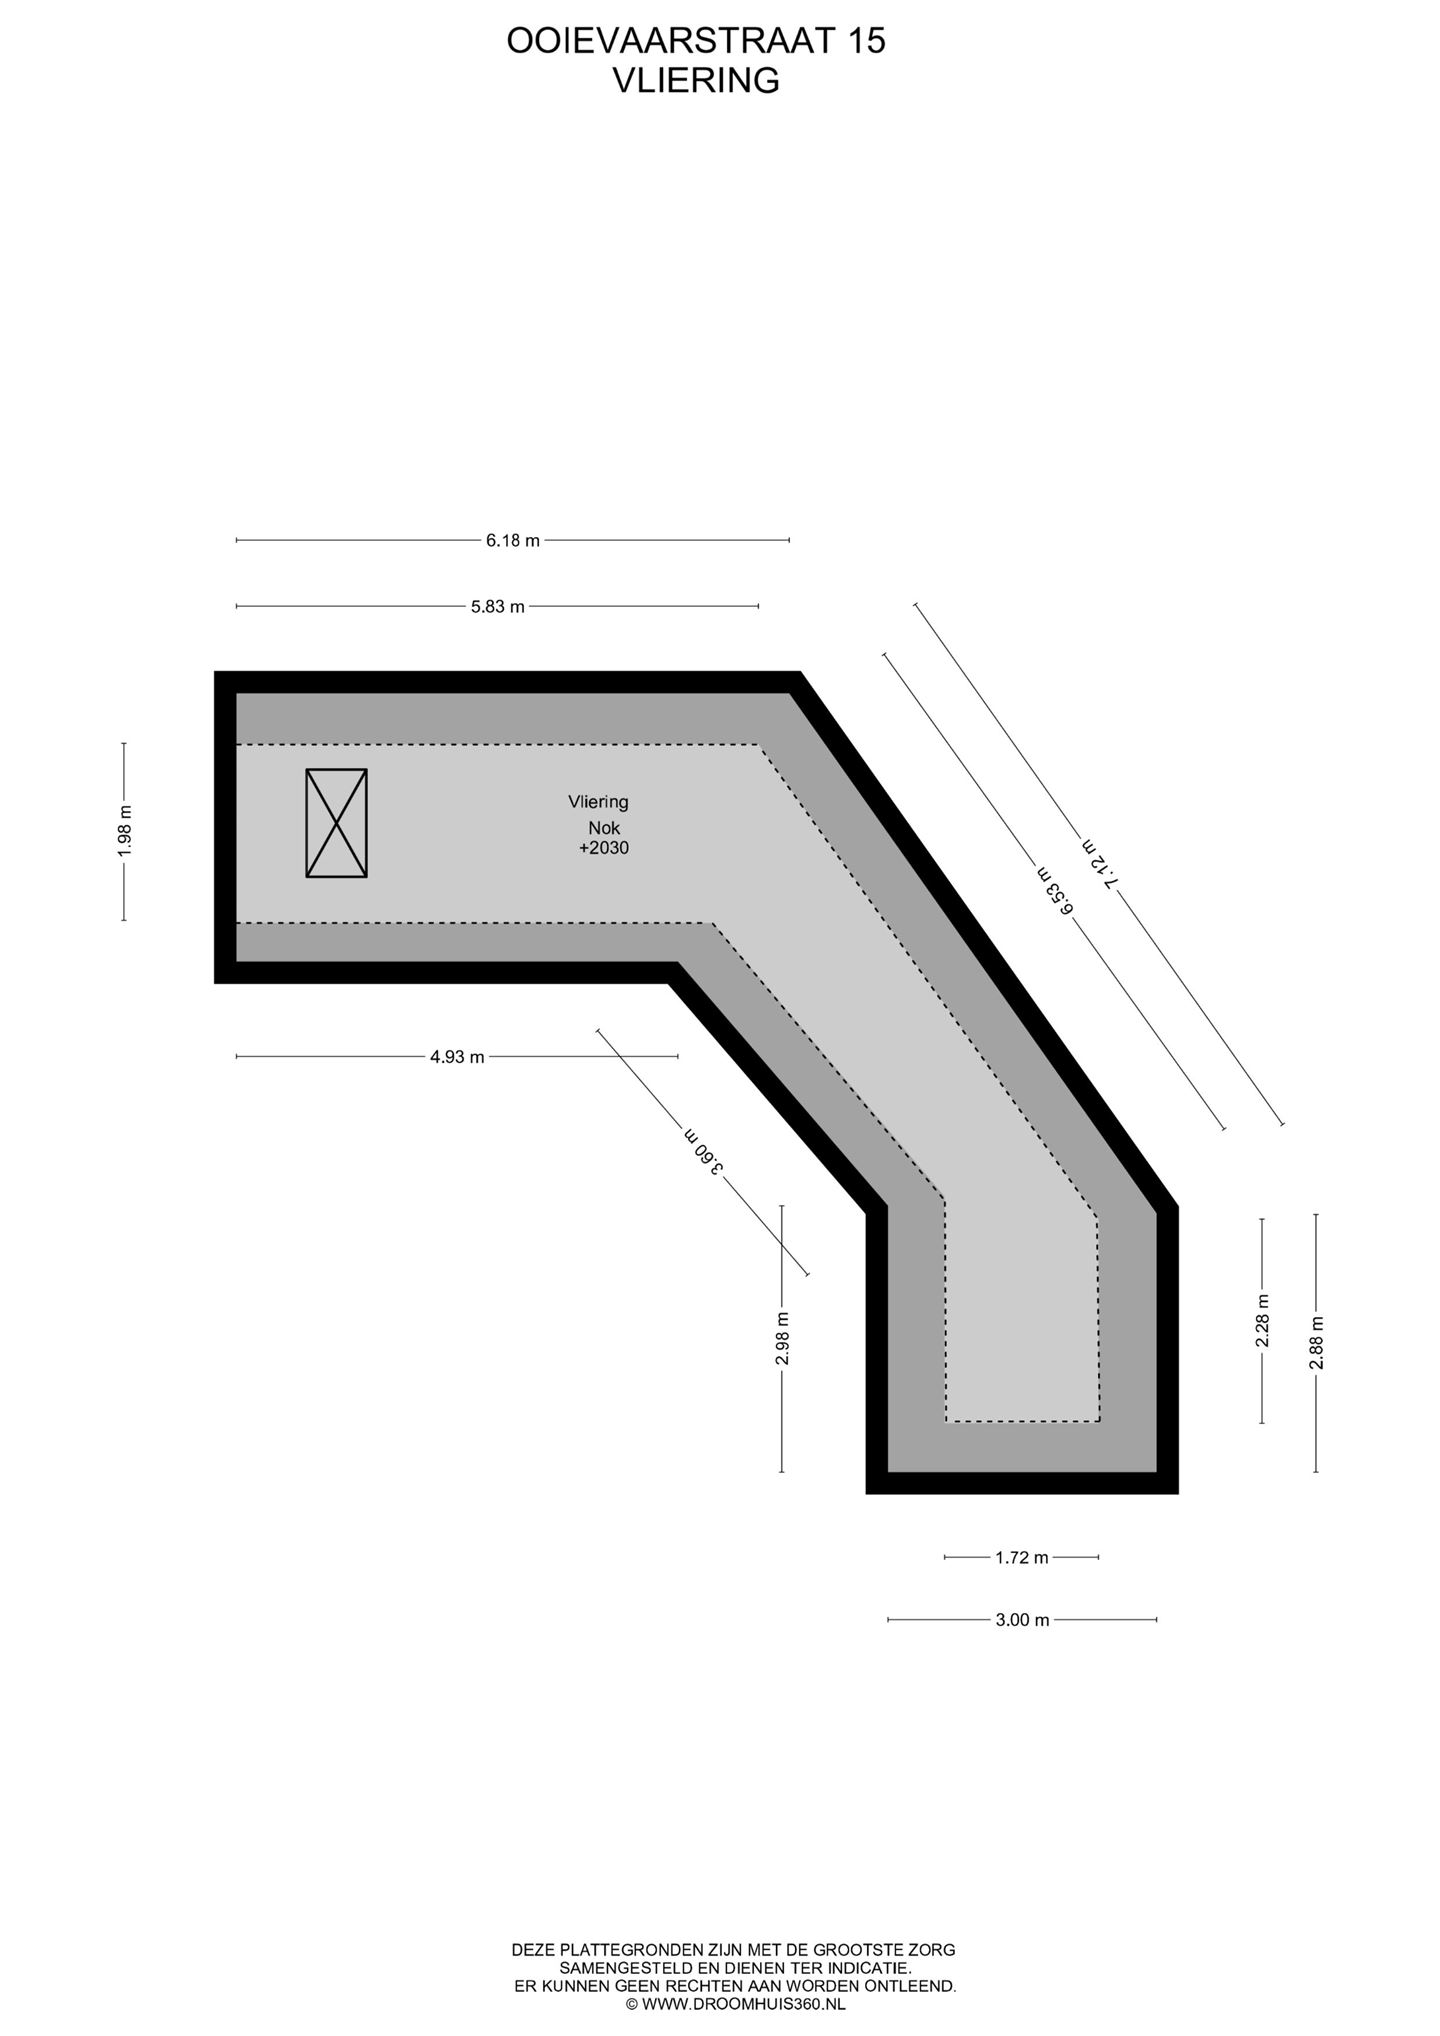 OOIEVAARSTRAAT 15
VLIERING
6.18 m
5.83 m
7.12 m
6.53 m
1.98 m
Vliering
Nok
+2030
4.93 m
3.60 m
2.98 m
2.28 m
2.88 m
1.72 m
3.00 m
DEZE PLATTEGRONDEN ZIJN MET DE GROOTSTE ZORG
SAMENGESTELD EN DIENEN TER INDICATIE.
ER KUNNEN GEEN RECHTEN AAN WORDEN ONTLEEND.
© WWW.DROOMHUIS360.NL